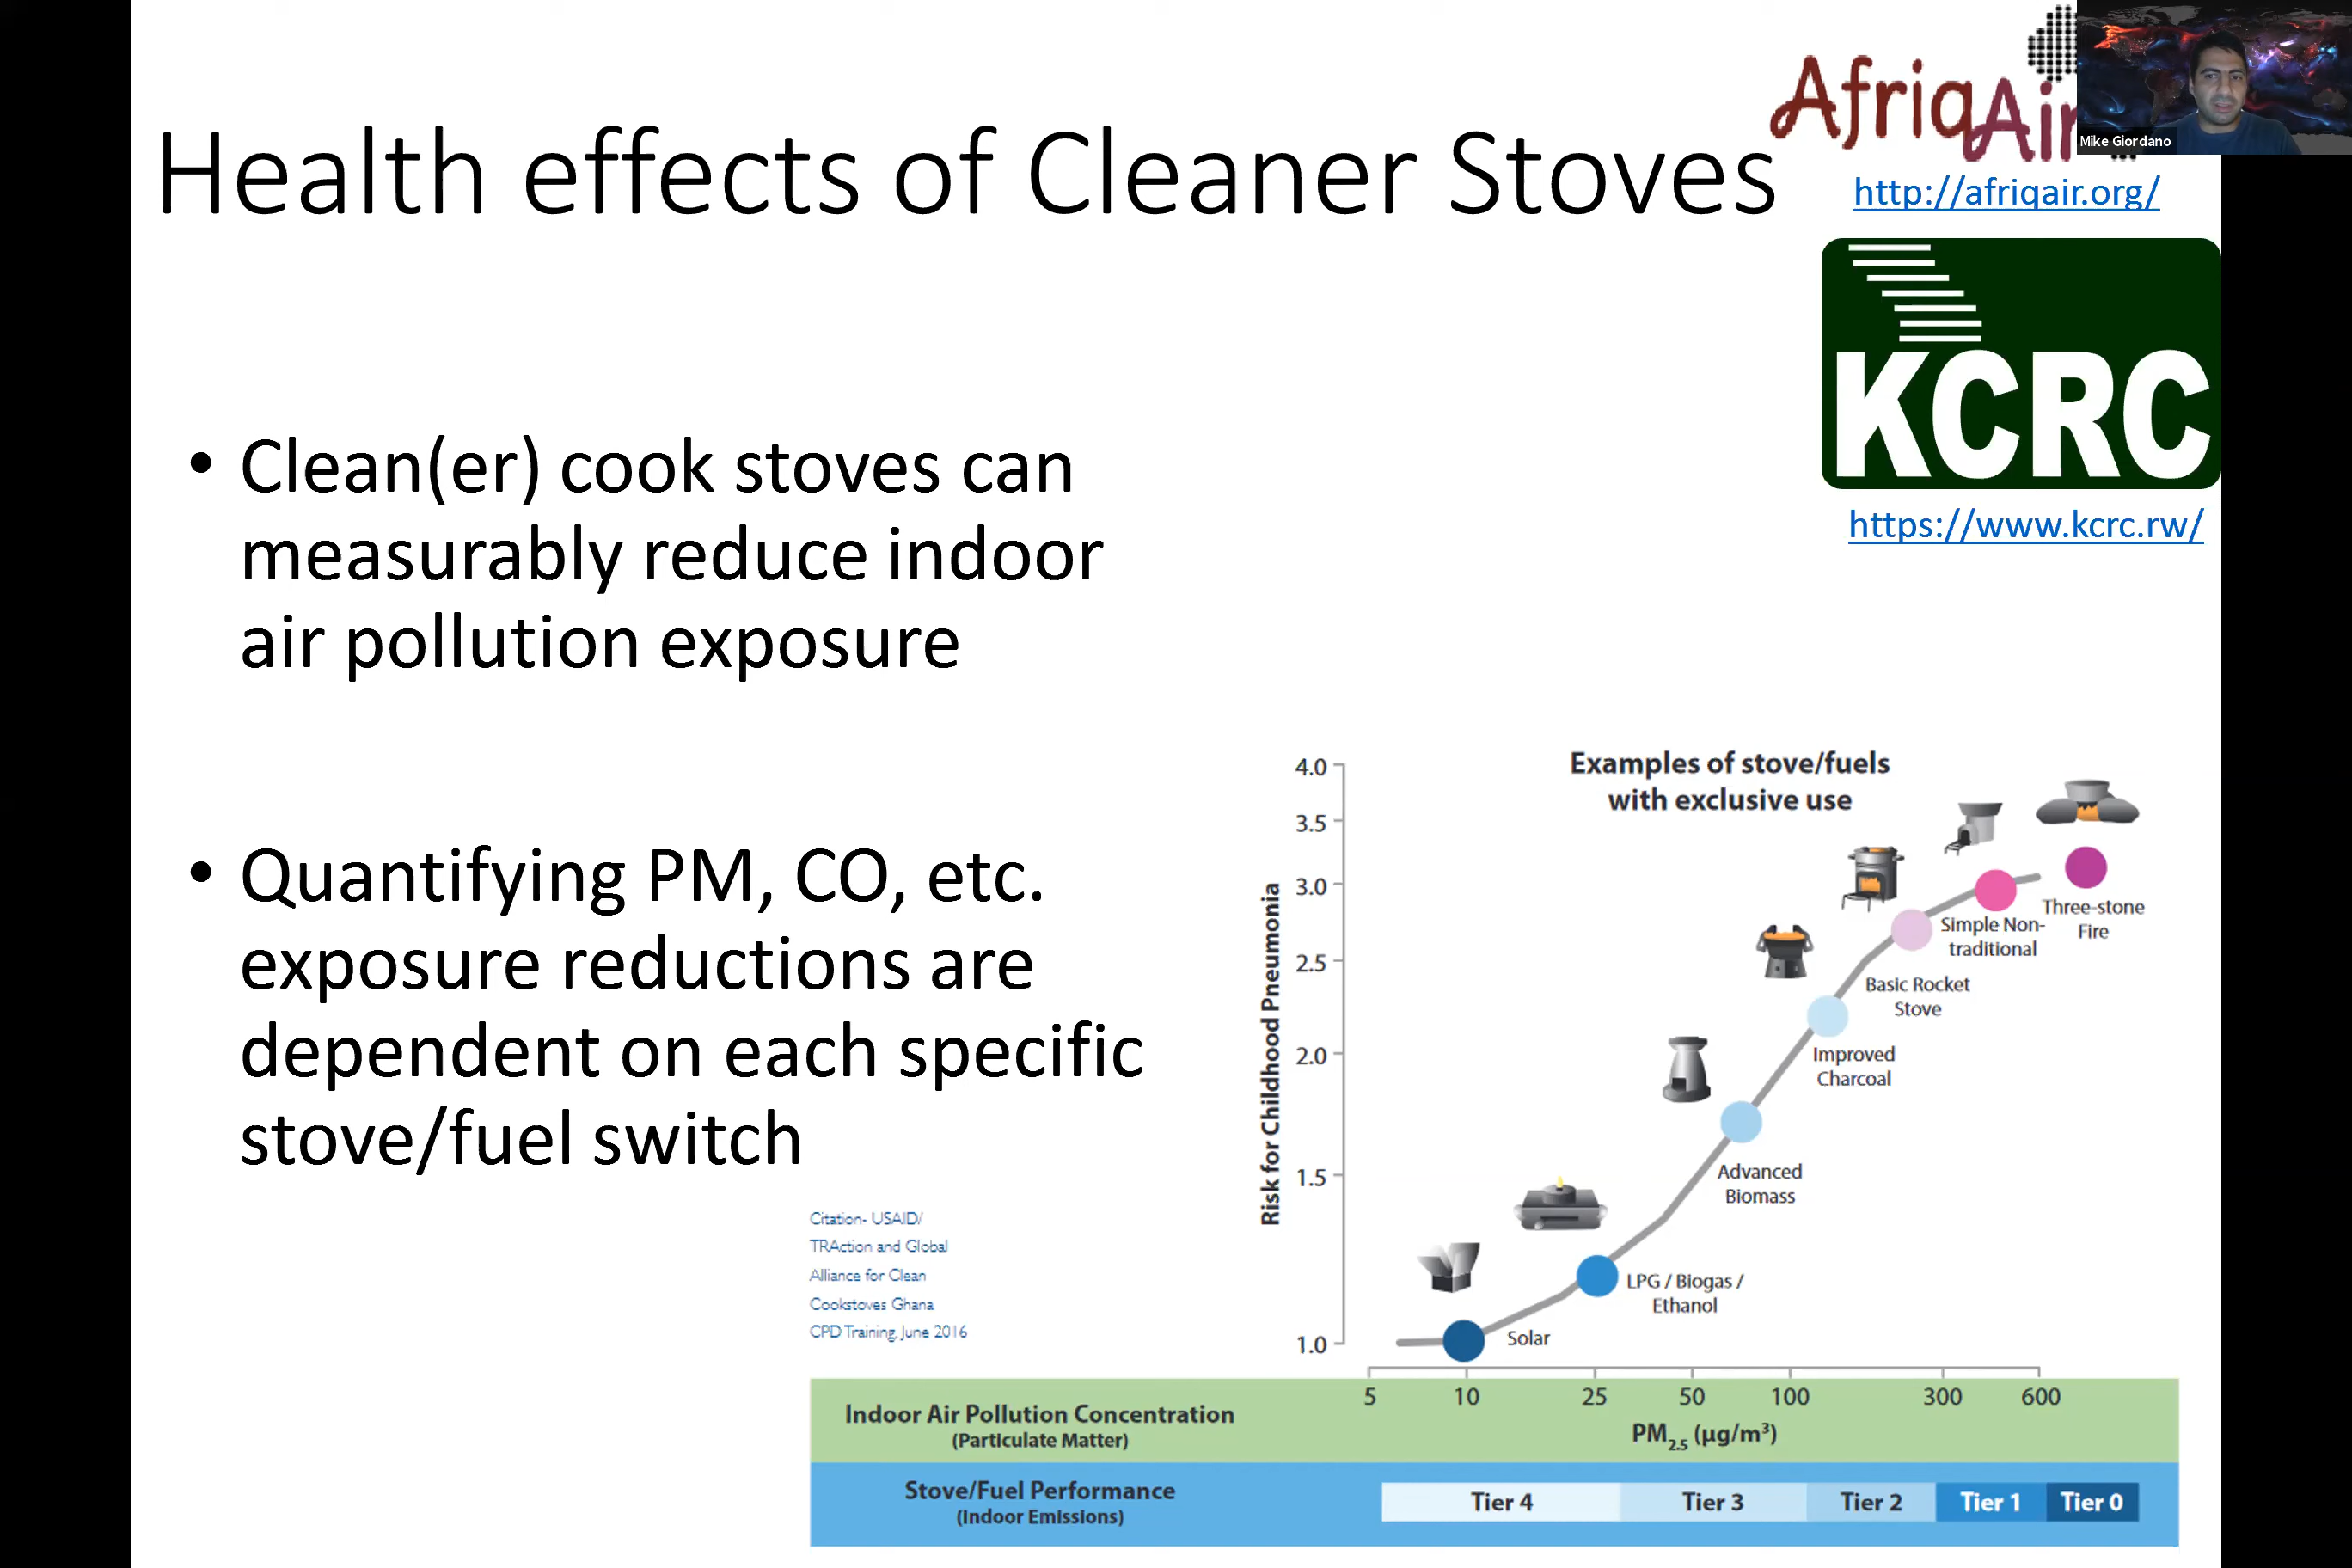 Health effects of Cleaner Stoves
AfriqAir
Mike Giordano
http://afriqair.org/
KCRC
https://www.kcrc.rw/
• Clean(er) cook stoves can
measurably reduce indoor
air pollution exposure
• Quantifying PM, CO, etc.
exposure reductions are
dependent on each specific
stove/fuel switch
Citation- USAID/
TRAction and Global
Alliance for Clean
Cookstoves Ghana
CPD Training, June 2016
Examples of stove/fuels
with exclusive use
Risk for Childhood Pneumonia
4.0
3.5
3.0
2.5
2.0
1.5
1.0
Three-stone
Fire
Simple Non-
traditional
Basic Rocket
Stove
Improved
Charcoal
Advanced
Biomass
LPG / Biogas /
Ethanol
Solar
5 10 25 50 100 300 600
PM2.5 (µg/m³)
Indoor Air Pollution Concentration
(Particulate Matter)
Stove/Fuel Performance
(Indoor Emissions)
Tier 4 Tier 3 Tier 2 Tier 1 Tier 0